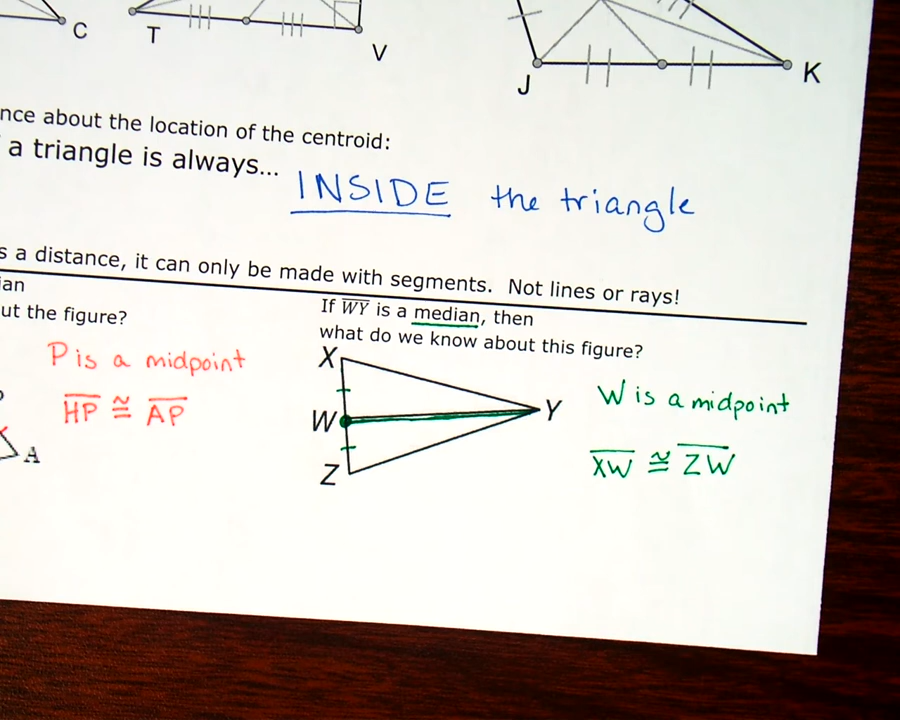 C
T
V
J
K
nce about the location of the centroid:
a triangle is always...
INSIDE the triangle
s a distance, it can only be made with segments. Not lines or rays!
ian
ut the figure?
P is a midpoint
HP ≅ AP
A
If WY is a median, then
what do we know about this figure?
X
W
Y
Z
W is a midpoint
XW ≅ ZW